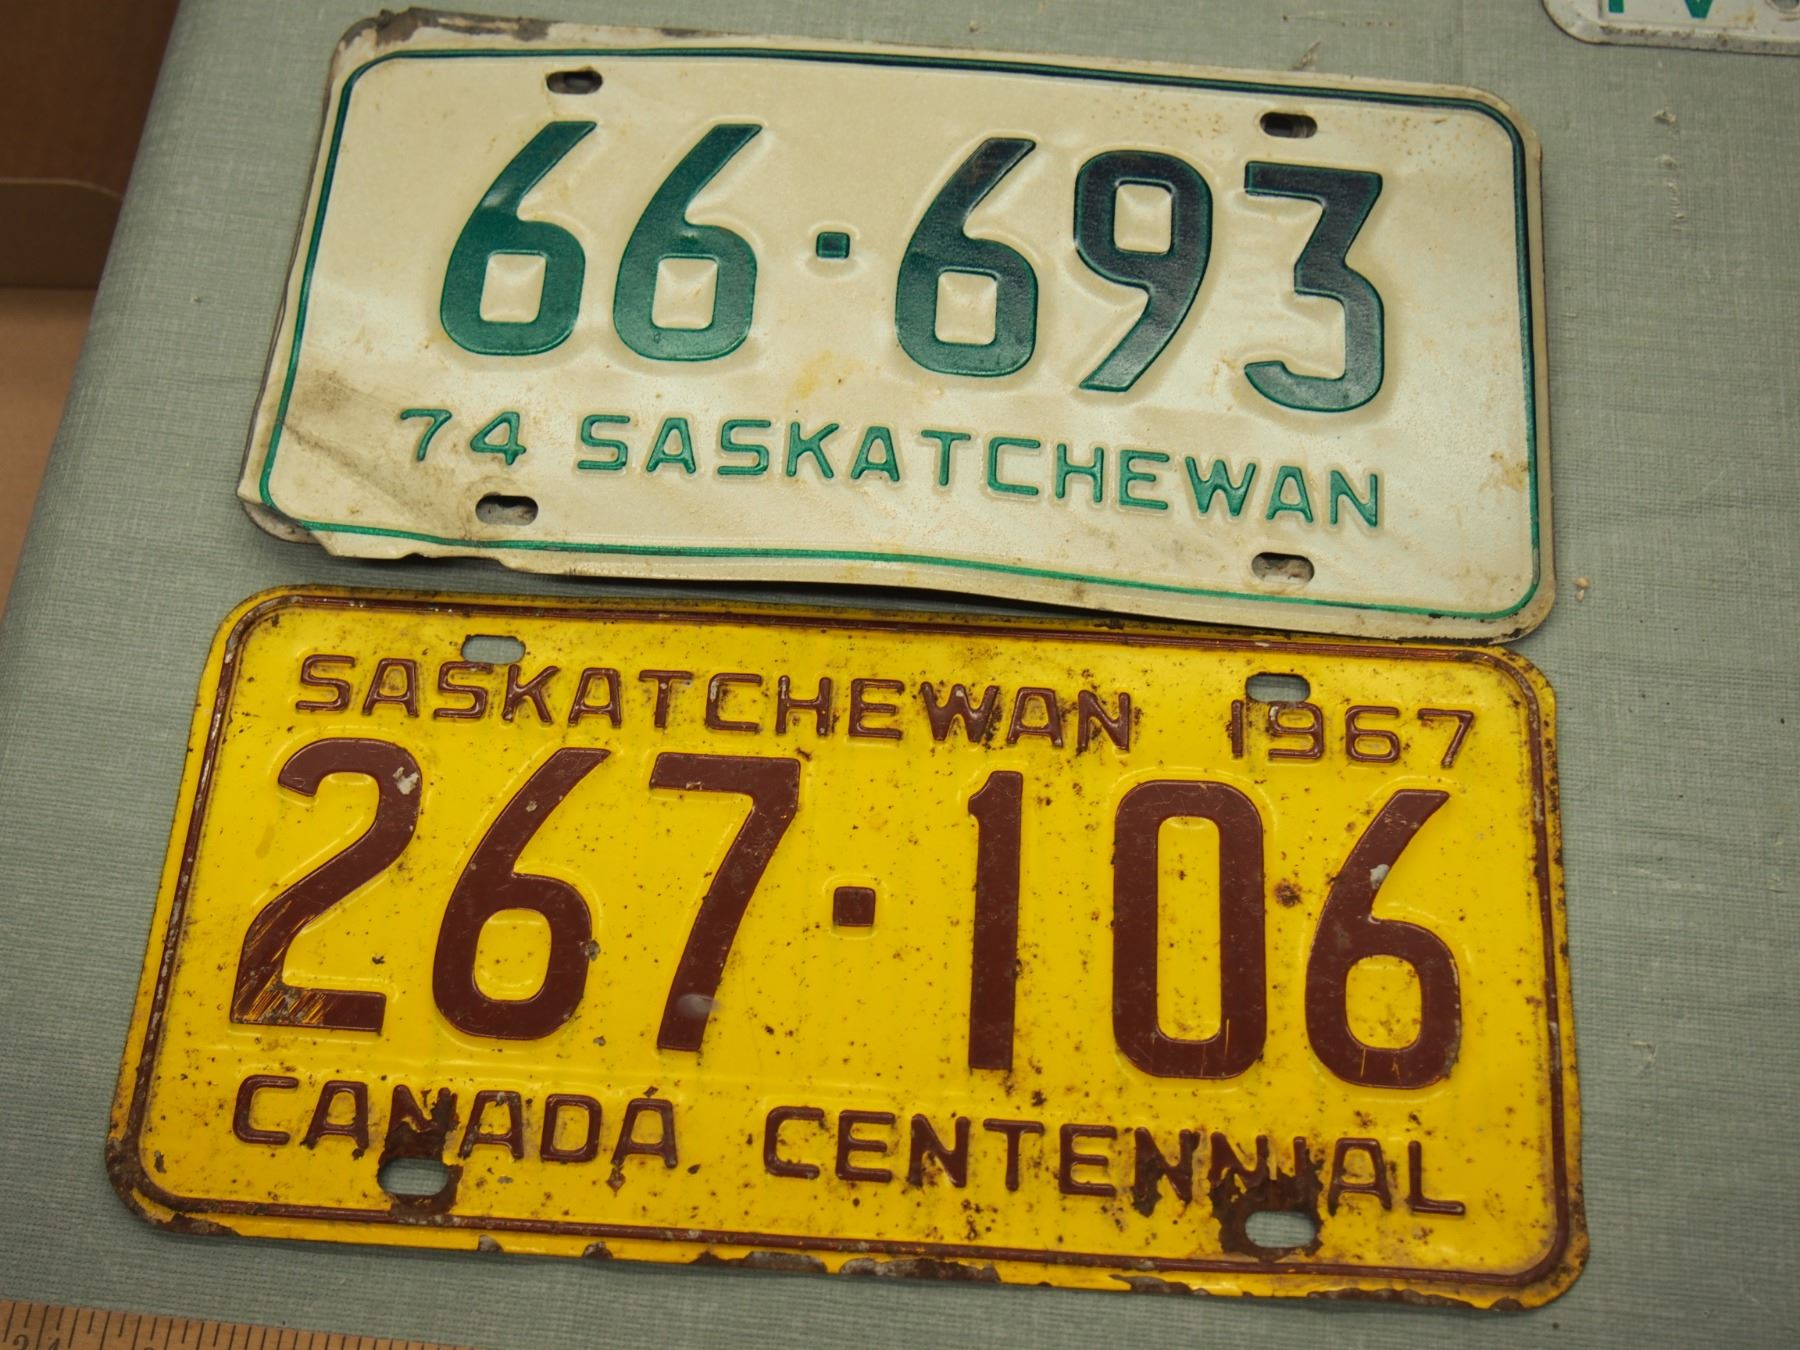 66·693
74 SASKATCHEWAN
SASKATCHEWAN 1967
267·106
CANADA CENTENNIAL